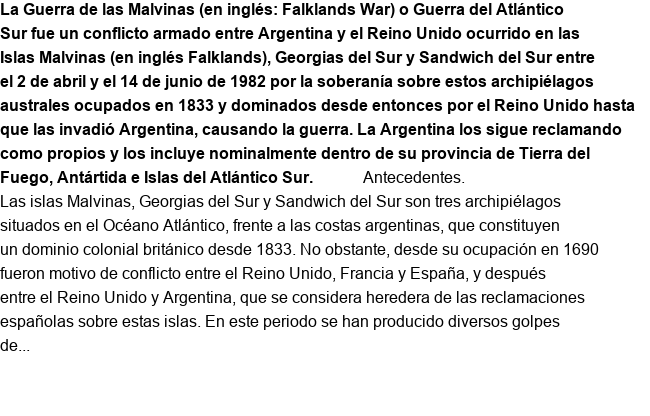 La Guerra de las Malvinas (en inglés: Falklands War) o Guerra del Atlántico
Sur fue un conflicto armado entre Argentina y el Reino Unido ocurrido en las
Islas Malvinas (en inglés Falklands), Georgias del Sur y Sandwich del Sur entre
el 2 de abril y el 14 de junio de 1982 por la soberanía sobre estos archipiélagos
australes ocupados en 1833 y dominados desde entonces por el Reino Unido hasta
que las invadió Argentina, causando la guerra. La Argentina los sigue reclamando
como propios y los incluye nominalmente dentro de su provincia de Tierra del
Fuego, Antártida e Islas del Atlántico Sur. Antecedentes.
Las islas Malvinas, Georgias del Sur y Sandwich del Sur son tres archipiélagos
situados en el Océano Atlántico, frente a las costas argentinas, que constituyen
un dominio colonial británico desde 1833. No obstante, desde su ocupación en 1690
fueron motivo de conflicto entre el Reino Unido, Francia y España, y después
entre el Reino Unido y Argentina, que se considera heredera de las reclamaciones
españolas sobre estas islas. En este periodo se han producido diversos golpes
de...